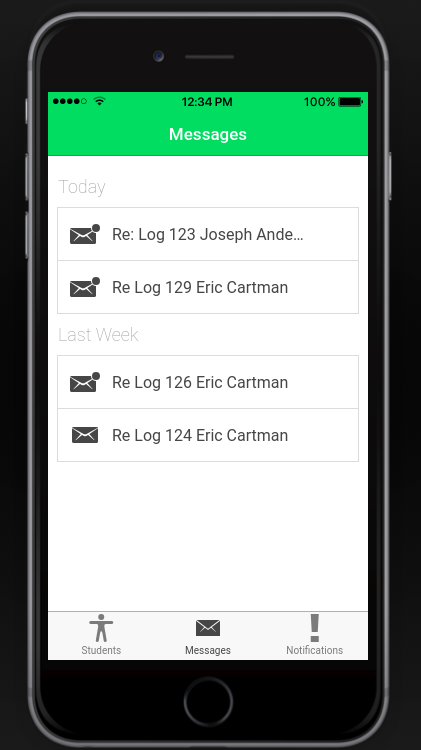 12:34 PM
100%
Messages
Today
Re: Log 123 Joseph Ande...
Re Log 129 Eric Cartman
Last Week
Re Log 126 Eric Cartman
Re Log 124 Eric Cartman
Students
Messages
Notifications